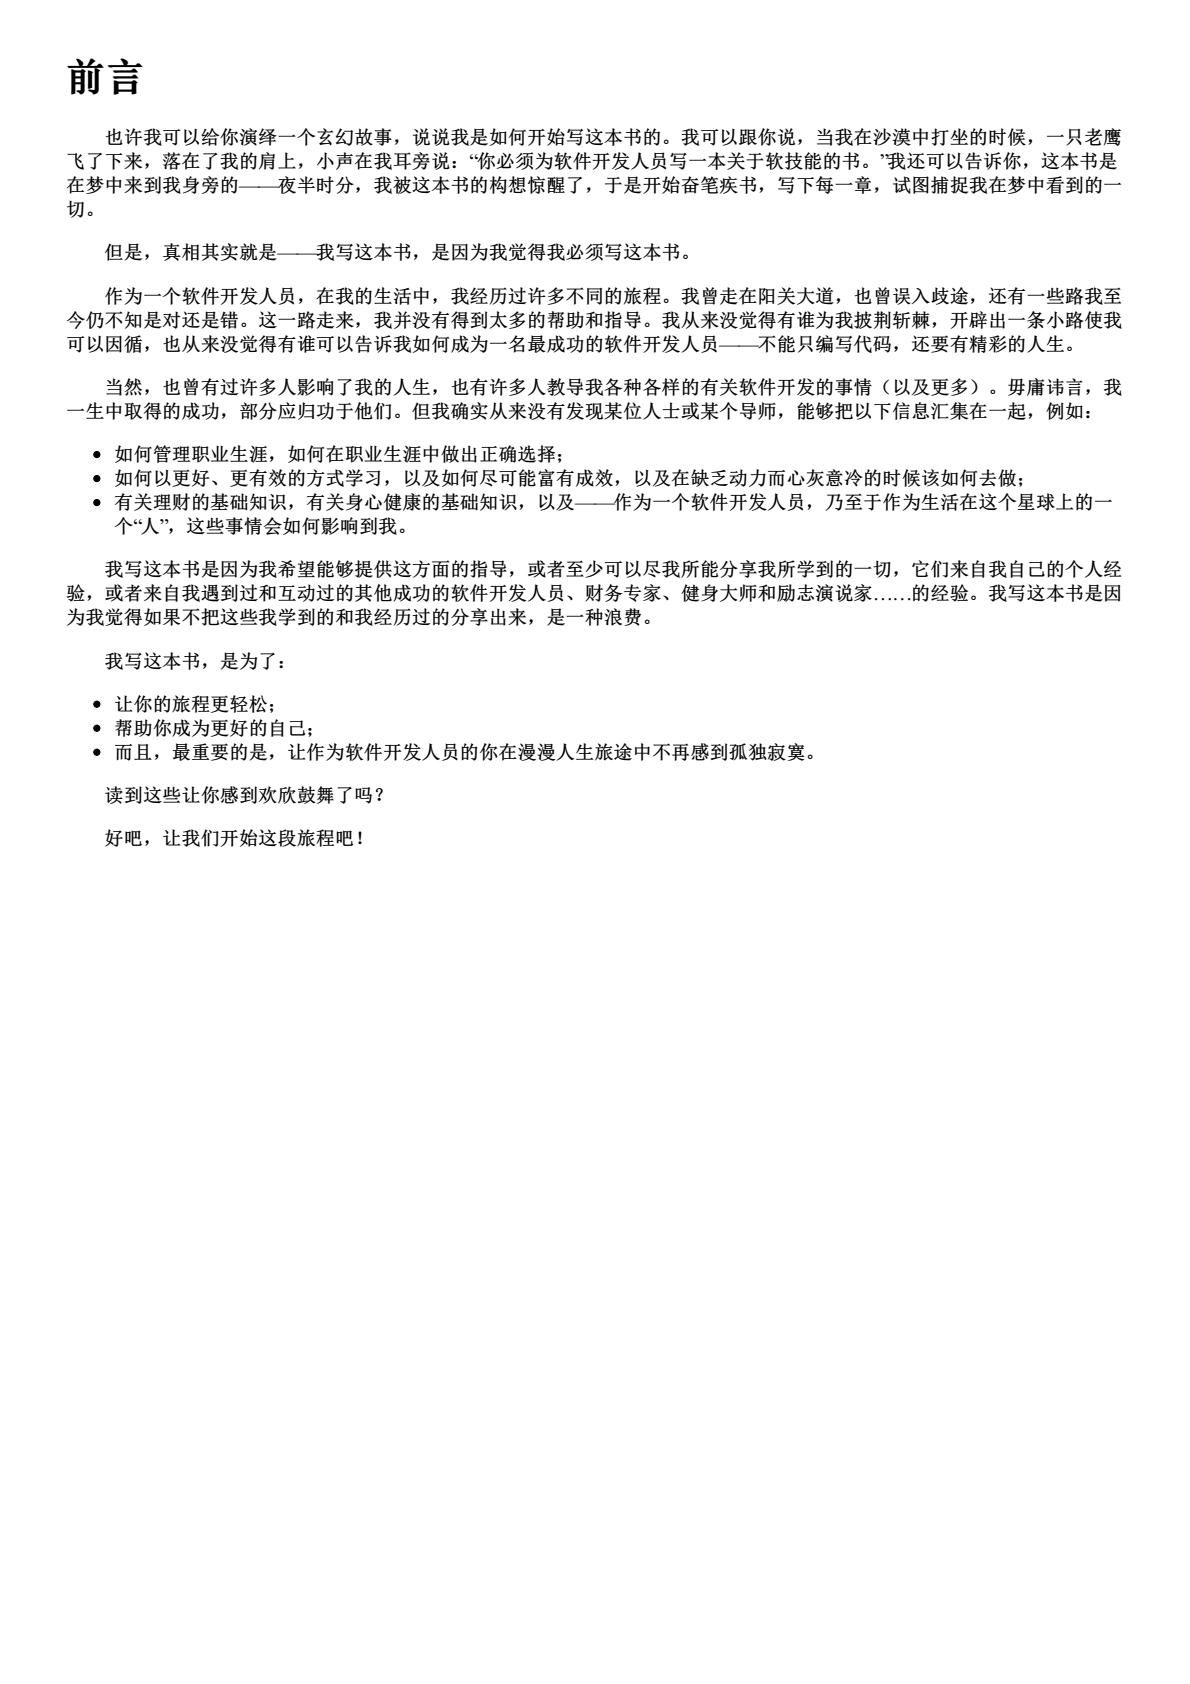 前言
也许我可以给你演绎一个玄幻故事，说说我是如何开始写这本书的。我可以跟你说，当我在沙漠中打坐的时候，一只老鹰
飞了下来，落在了我的肩上，小声在我耳旁说：“你必须为软件开发人员写一本关于软技能的书。”我还可以告诉你，这本书是
在梦中来到我身旁的——夜半时分，我被这本书的构想惊醒了，于是开始奋笔疾书，写下每一章，试图捕捉我在梦中看到的一
切。
但是，真相其实就是——我写这本书，是因为我觉得我必须写这本书。
作为一个软件开发人员，在我的生活中，我经历过许多不同的旅程。我曾走在阳关大道，也曾误入歧途，还有一些路我至
今仍不知是对还是错。这一路走来，我并没有得到太多的帮助和指导。我从来没觉得有谁为我披荆斩棘，开辟出一条小路使我
可以因循，也从来没觉得有谁可以告诉我如何成为一名最成功的软件开发人员——不能只编写代码，还要有精彩的人生。
当然，也曾有过许多人影响了我的人生，也有许多人教导我各种各样的有关软件开发的事情（以及更多）。毋庸讳言，我
一生中取得的成功，部分应归功于他们。但我确实从来没有发现某位人士或某个导师，能够把以下信息汇集在一起，例如：
• 如何管理职业生涯，如何在职业生涯中做出正确选择；
• 如何以更好、更有效的方式学习，以及如何尽可能富有成效，以及在缺乏动力而心灰意冷的时候该如何去做；
• 有关理财的基础知识，有关身心健康的基础知识，以及——作为一个软件开发人员，乃至于作为生活在这个星球上的一
个“人”，这些事情会如何影响到我。
我写这本书是因为我希望能够提供这方面的指导，或者至少可以尽我所能分享我所学到的一切，它们来自我自己的个人经
验，或者来自我遇到过和互动过的其他成功的软件开发人员、财务专家、健身大师和励志演说家……的经验。我写这本书是因
为我觉得如果不把这些我学到的和我经历过的分享出来，是一种浪费。
我写这本书，是为了：
• 让你的旅程更轻松；
• 帮助你成为更好的自己；
• 而且，最重要的是，让作为软件开发人员的你在漫漫人生旅途中不再感到孤独寂寞。
读到这些让你感到欢欣鼓舞了吗？
好吧，让我们开始这段旅程吧！